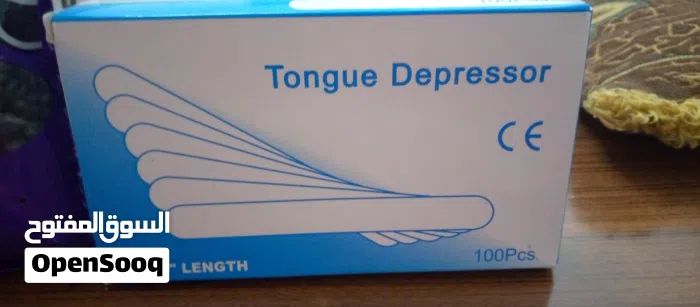 Tongue Depressor
CE
100Pcs
" LENGTH
السوق المفتوح
OpenSooq